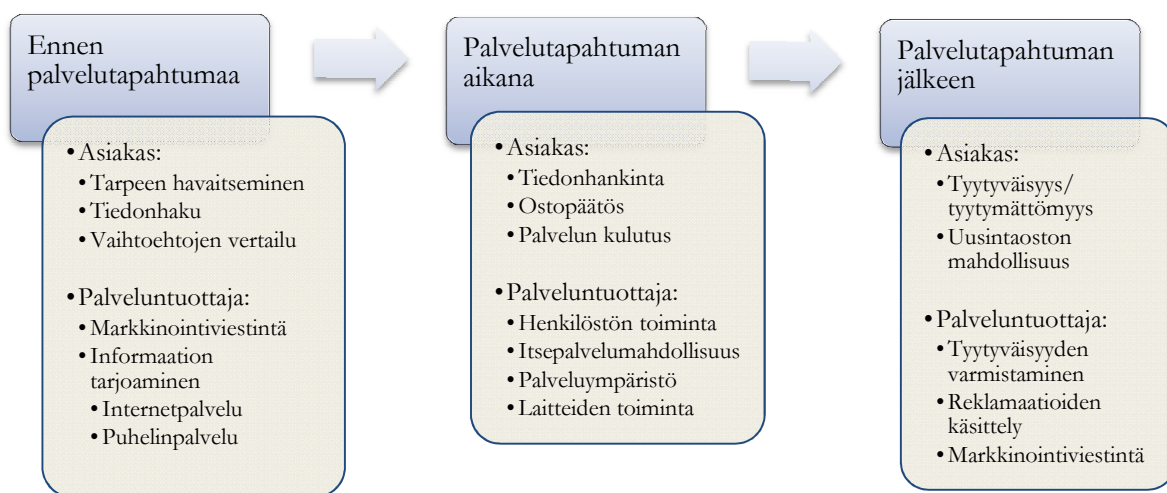 Ennen
palvelutapahtumaa
• Asiakas:
• Tarpeen havaitseminen
• Tiedonhaku
• Vaihtoehtojen vertailu
• Palveluntuottaja:
• Markkinointiviestintä
• Informaation
tarjoaminen
• Internetpalvelu
• Puhelinpalvelu
Palvelutapahtuman
aikana
• Asiakas:
• Tiedonhankinta
• Ostopäätös
• Palvelun kulutus
• Palveluntuottaja:
• Henkilöstön toiminta
• Itsepalvelumahdollisuus
• Palveluympäristö
• Laitteiden toiminta
Palvelutapahtuman
jälkeen
• Asiakas:
• Tyytyväisyys/
tyytymättömyys
• Uusintaoston
mahdollisuus
• Palveluntuottaja:
• Tyytyväisyyden
varmistaminen
• Reklamaatioiden
käsittely
• Markkinointiviestintä